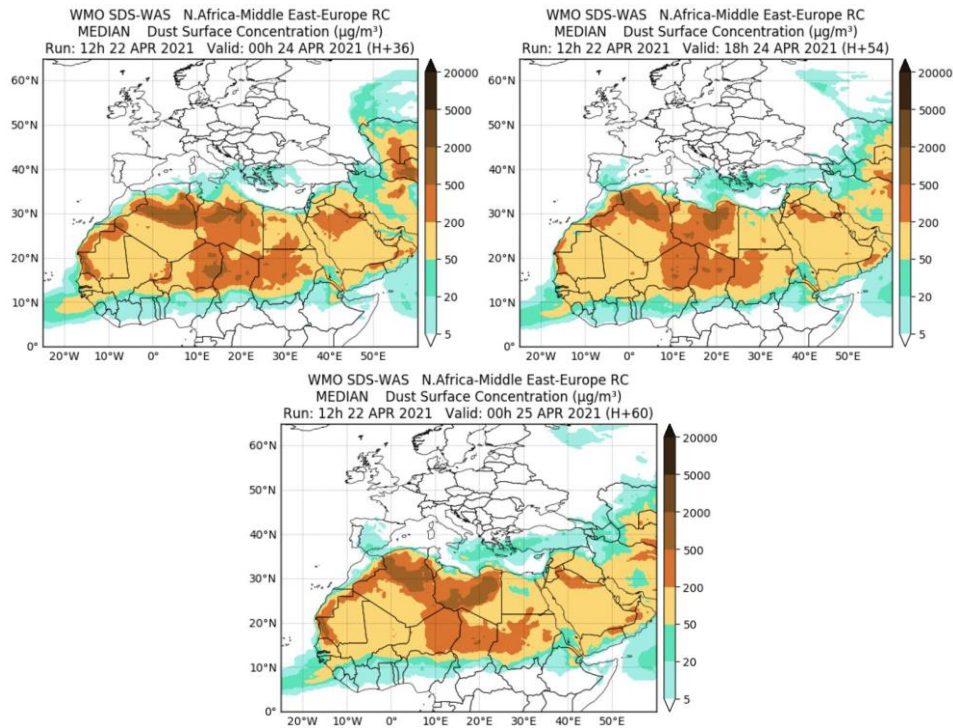 WMO SDS-WAS N.Africa-Middle East-Europe RC
MEDIAN Dust Surface Concentration (µg/m³)
Run: 12h 22 APR 2021 Valid: 00h 24 APR 2021 (H+36)
60°N
50°N
40°N
30°N
20°N
10°N
0°
20°W
10°W
0°
10°E
20°E
30°E
40°E
50°E
20000
5000
2000
500
200
50
20
5
WMO SDS-WAS N.Africa-Middle East-Europe RC
MEDIAN Dust Surface Concentration (µg/m³)
Run: 12h 22 APR 2021 Valid: 18h 24 APR 2021 (H+54)
60°N
50°N
40°N
30°N
20°N
10°N
0°
20°W
10°W
0°
10°E
20°E
30°E
40°E
50°E
20000
5000
2000
500
200
50
20
5
WMO SDS-WAS N.Africa-Middle East-Europe RC
MEDIAN Dust Surface Concentration (µg/m³)
Run: 12h 22 APR 2021 Valid: 00h 25 APR 2021 (H+60)
60°N
50°N
40°N
30°N
20°N
10°N
0°
20°W
10°W
0°
10°E
20°E
30°E
40°E
50°E
20000
5000
2000
500
200
50
20
5